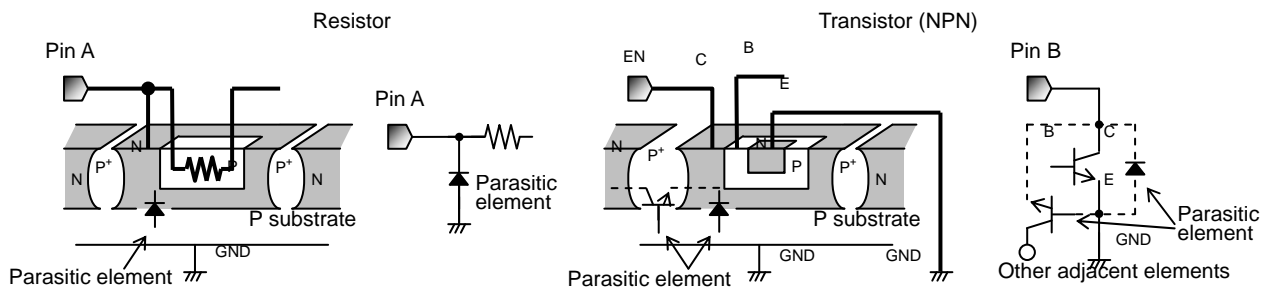 Resistor
Transistor (NPN)
Pin A
Pin A
EN
C
B
E
Pin B
N
N
P+
P
P+
N
Parasitic element
P substrate
GND
Parasitic element
N
P+
N
P
P+
N
P substrate
GND
GND
Parasitic element
B
C
E
GND
Parasitic element
Other adjacent elements